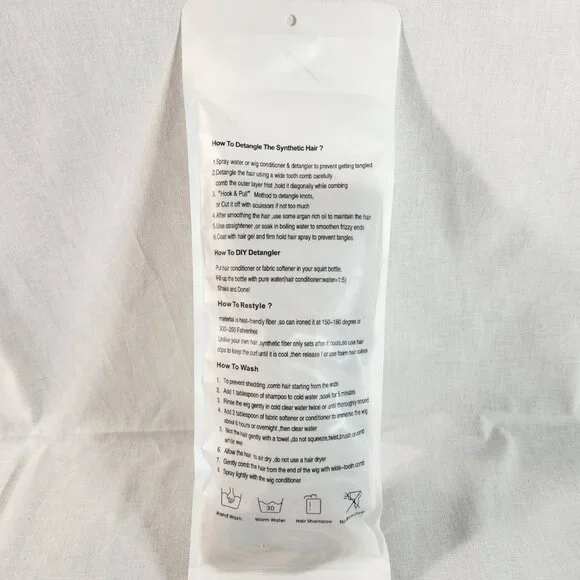 How To Detangle The Synthetic Hair ?
1.Spray water or wig conditioner & detangler to prevent getting tangled
2.Detangle the hair using a wide tooth comb carefully
comb the outer layer frist ,hold it diagonally while combing
3. "Hook & Pull" Method to detangle knots,
or Cut it off with scuissors if not too much
4.After smoothing the hair ,use some argan rich oil to maintain the hair
5.Use straightener ,or soak in boiling water to smoothen frizzy ends
6.Coat with hair gel and firm hold hair spray to prevent tangles
How To DIY Detangler
Put hair conditioner or fabric softener in your squirt bottle.
Fill up the bottle with pure water(hair conditioner:water=1:5)
Shake and Done!
How To Restyle ?
material is heat-friendly fiber ,so can ironed it at 150-180 degree or
300-350 Fahrenheit
Unlike your own hair ,synthetic fiber only sets after it cools,so use hair
clips to keep the curl until it is cool ,then release ! or use foam hair
How To Wash
1. To prevent shedding ,comb hair starting from the ends
2. Add 1 tablespoon of shampoo to cold water ,soak for 5 minutes
3. Rinse the wig gently in cold clear water twice or until thoroughly rinsed
4. Add 2 tablespoon of fabric softener or conditioner to immerse the wig
about 6 hours or overnight ,then clear water
5. Blot the hair gently with a towel ,do not squeeze,twist,brush or comb
while wet
6. Allow the hair to air dry ,do not use a hair dryer
7. Gently comb the hair from the end of the wig with wide-tooth comb
8. Spray lightly with the wig conditioner
30
Hand Wash Warm Water Hair Shampoo No